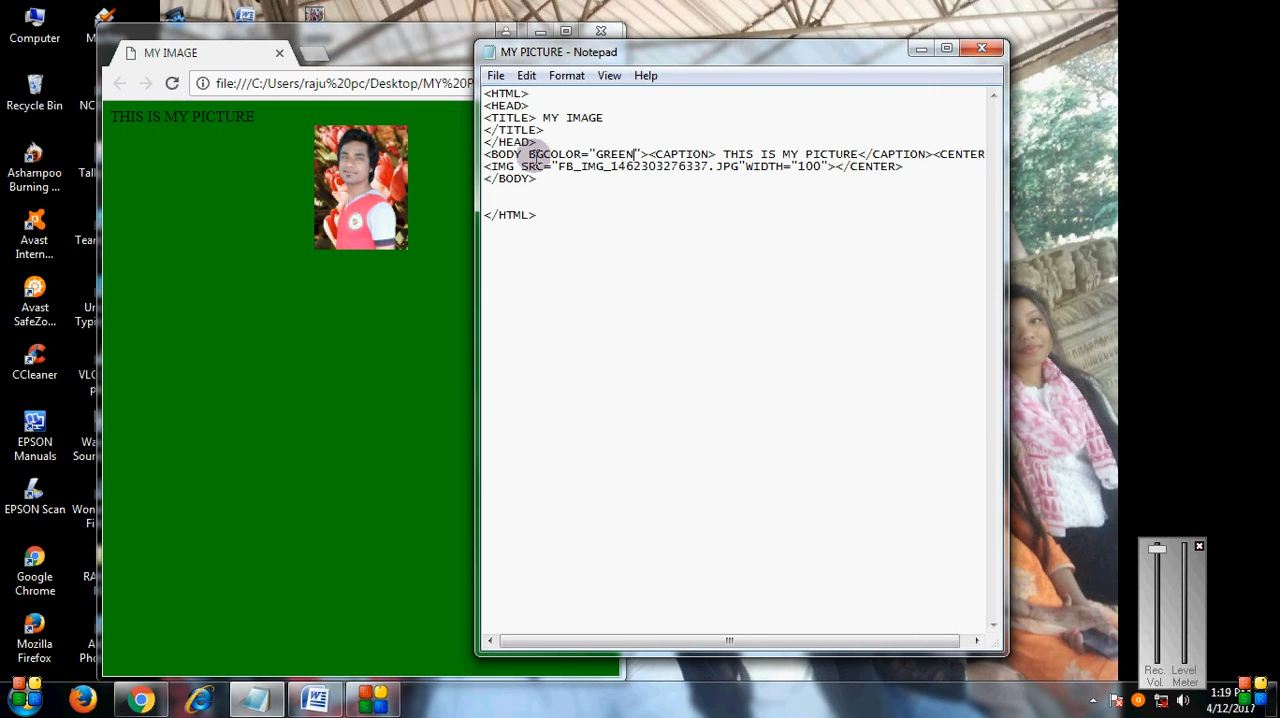 Computer
Recycle Bin
Ashampoo
Burning ...
Avast
Intern...
Avast
SafeZo...
CCleaner
EPSON
Manuals
EPSON Scan
Google
Chrome
Mozilla
Firefox
MY IMAGE
file:///C:/Users/raju%20pc/Desktop/MY%20P
THIS IS MY PICTURE
MY PICTURE - Notepad
File Edit Format View Help
<HTML>
<HEAD>
<TITLE> MY IMAGE
</TITLE>
</HEAD>
<BODY BGCOLOR="GREEN"><CAPTION> THIS IS MY PICTURE</CAPTION><CENTER
<IMG SRC="FB_IMG_1462303276337.JPG"WIDTH="100"></CENTER>
</BODY>
</HTML>
Rec. Level
Vol. Meter
1:19 PM
4/12/2017